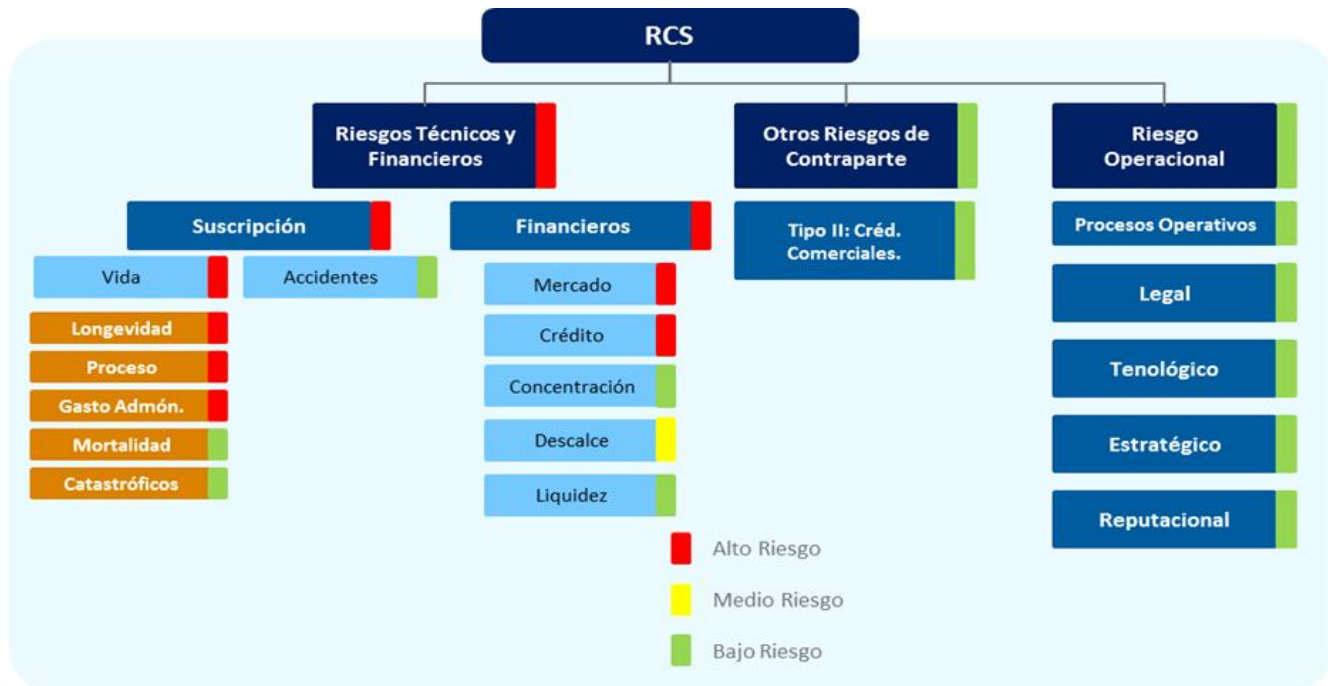 RCS
Riesgos Técnicos y
Financieros
Otros Riesgos de
Contraparte
Riesgo
Operacional
Suscripción
Financieros
Tipo II: Créd.
Comerciales.
Procesos Operativos
Vida
Accidentes
Mercado
Legal
Longevidad
Proceso
Gasto Admón.
Mortalidad
Catastróficos
Crédito
Concentración
Descalce
Liquidez
Tenológico
Estratégico
Reputacional
Alto Riesgo
Medio Riesgo
Bajo Riesgo